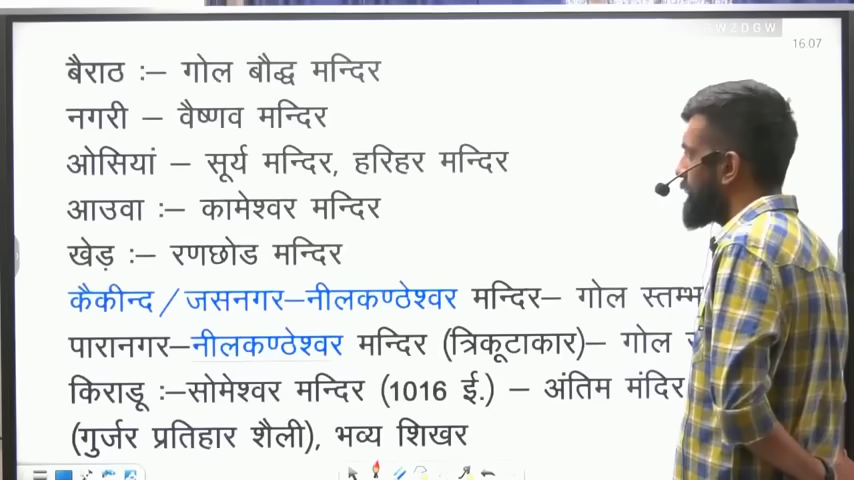 16:07
बैराठ :– गोल बौद्ध मन्दिर
नगरी – वैष्णव मन्दिर
ओसियां – सूर्य मन्दिर, हरिहर मन्दिर
आउवा :– कामेश्वर मन्दिर
खेड़ :– रणछोड मन्दिर
कैकीन्द / जसनगर–नीलकण्ठेश्वर मन्दिर– गोल स्तम्भ
पारानगर–नीलकण्ठेश्वर मन्दिर (त्रिकूटाकार)– गोल
किराडू :–सोमेश्वर मन्दिर (1016 ई.) – अंतिम मंदिर
(गुर्जर प्रतिहार शैली), भव्य शिखर